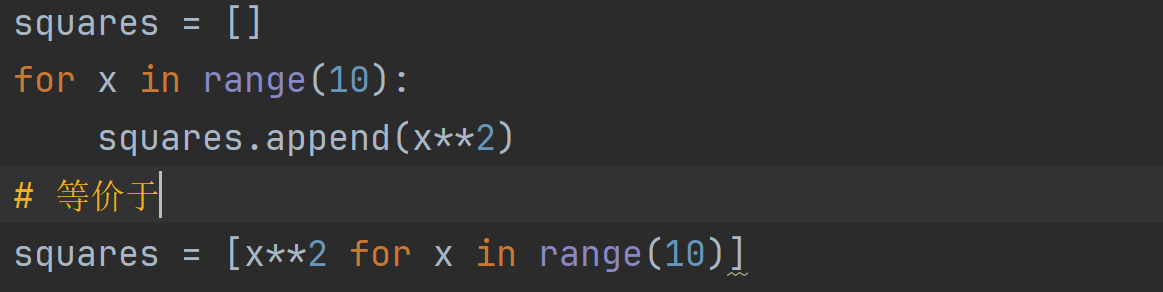 squares = []
for x in range(10):
    squares.append(x**2)
# 等价于
squares = [x**2 for x in range(10)]